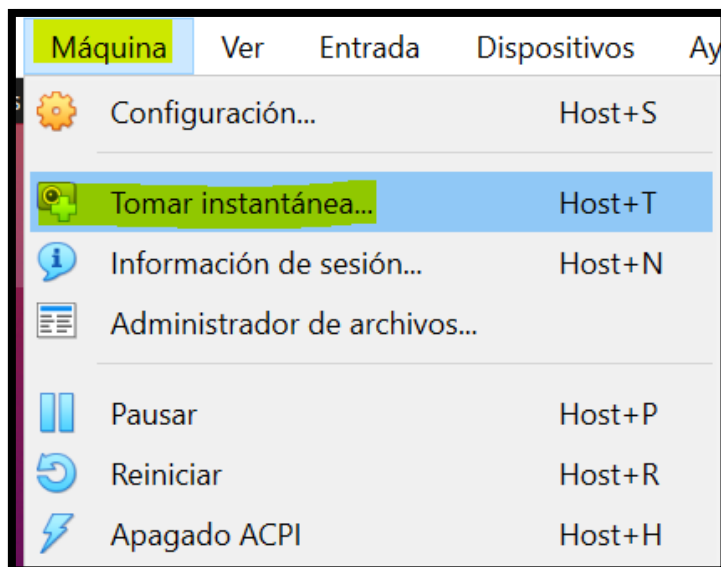 Máquina Ver Entrada Dispositivos Ay
Configuración... Host+S
Tomar instantánea... Host+T
Información de sesión... Host+N
Administrador de archivos...
Pausar Host+P
Reiniciar Host+R
Apagado ACPI Host+H